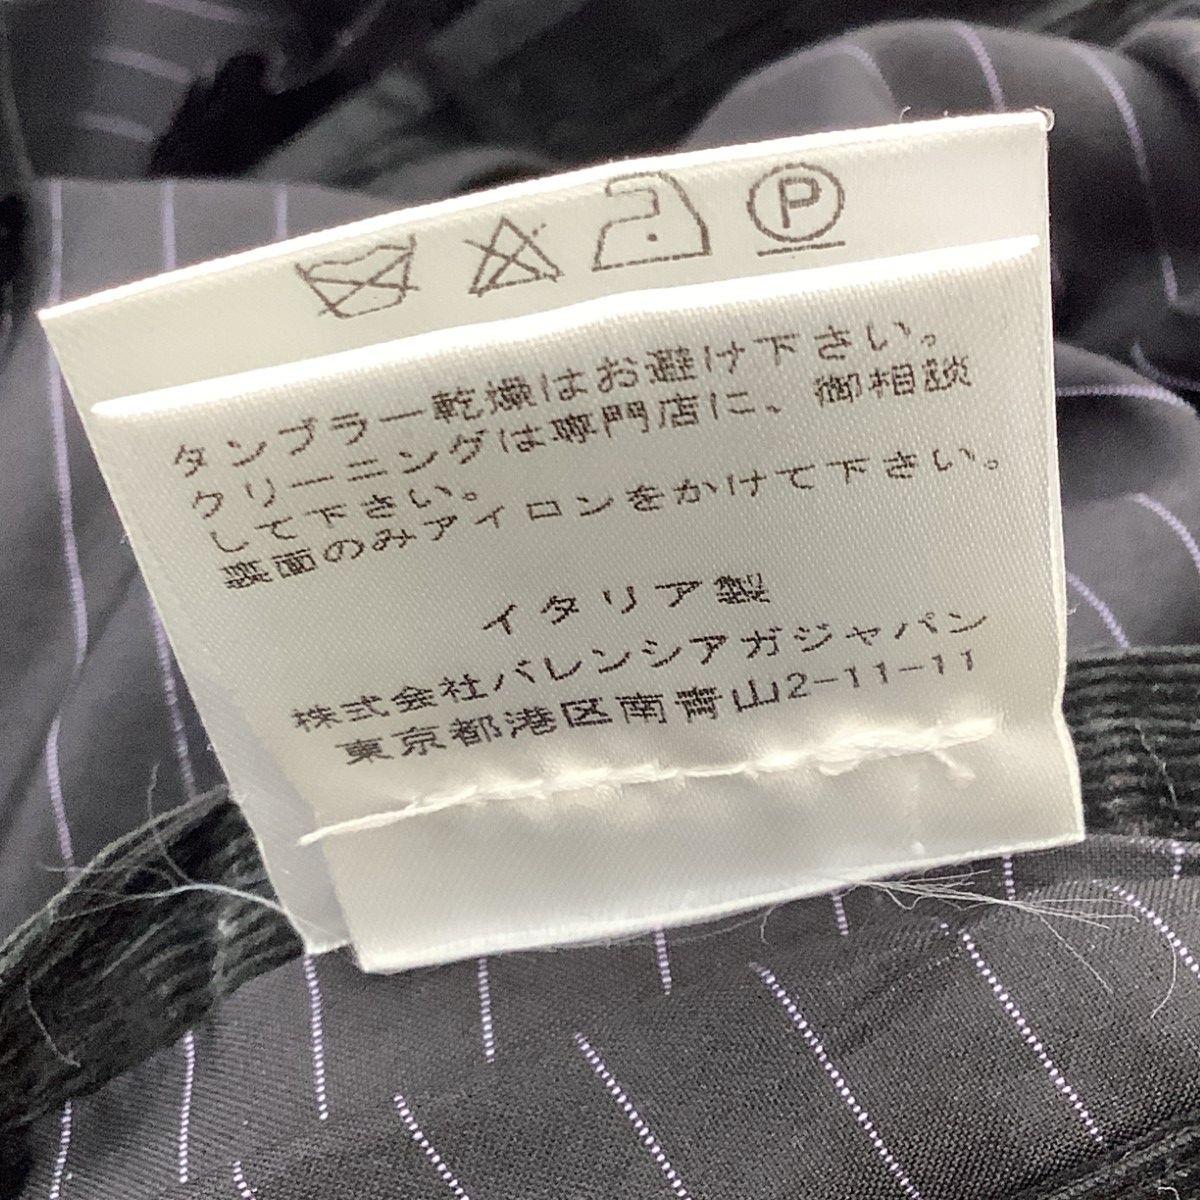 P
タンブラー乾燥はお避け下さい。
クリーニングは専門店に、御相談
して下さい。
裏面のみアイロンをかけて下さい。
イタリア製
株式会社バレンシアガジャパン
東京都港区南青山2-11-11